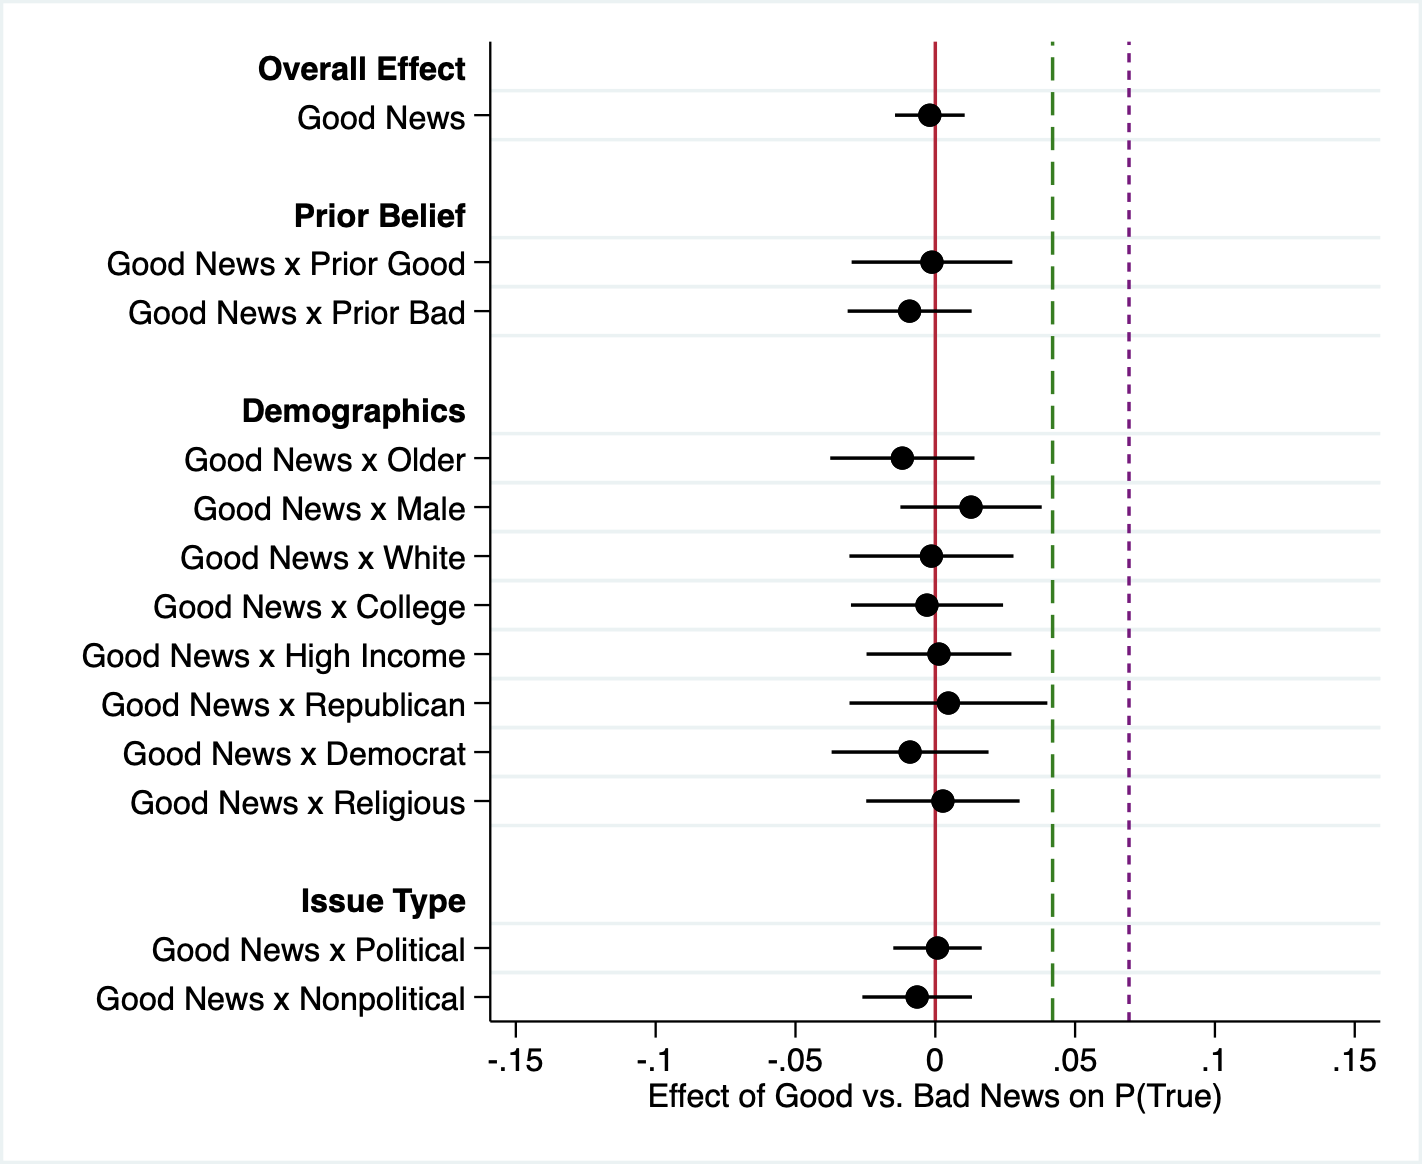 Overall Effect
Good News
Prior Belief
Good News x Prior Good
Good News x Prior Bad
Demographics
Good News x Older
Good News x Male
Good News x White
Good News x College
Good News x High Income
Good News x Republican
Good News x Democrat
Good News x Religious
Issue Type
Good News x Political
Good News x Nonpolitical
-.15 -.1 -.05 0 .05 .1 .15
Effect of Good vs. Bad News on P(True)